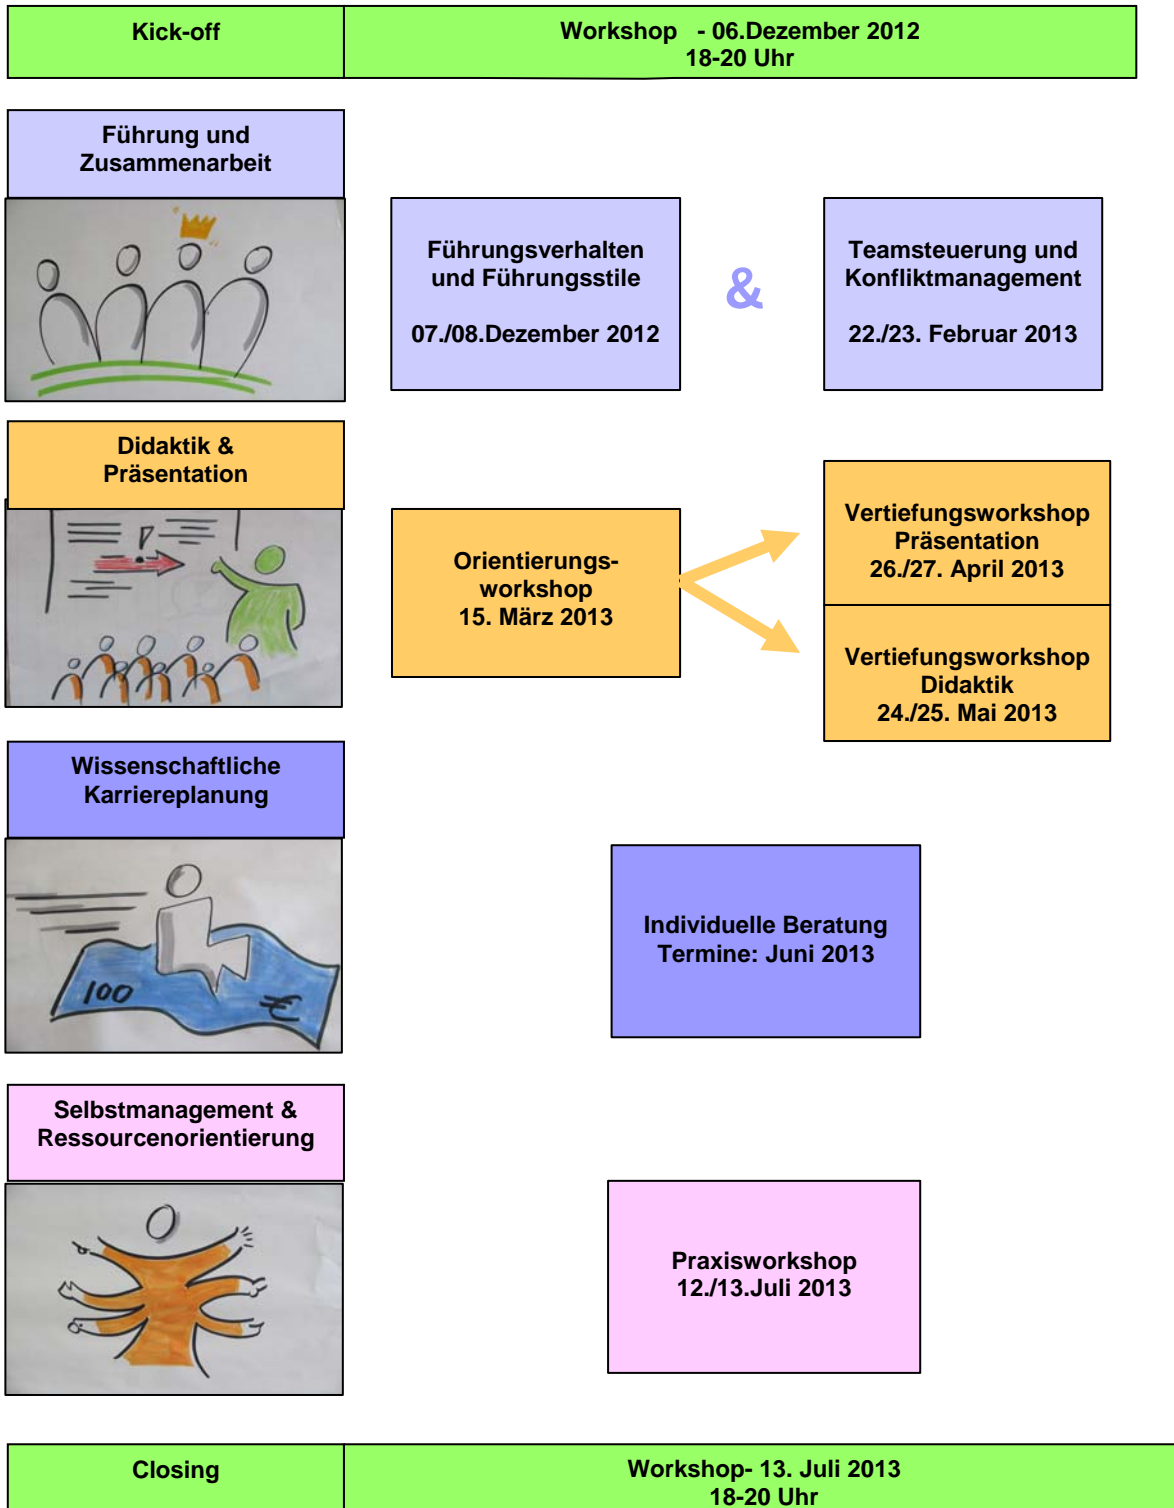 Kick-off
Workshop - 06.Dezember 2012
18-20 Uhr
Führung und
Zusammenarbeit
Führungsverhalten
und Führungsstile
07./08.Dezember 2012
&
Teamsteuerung und
Konfliktmanagement
22./23. Februar 2013
Didaktik &
Präsentation
Orientierungs-
workshop
15. März 2013
Vertiefungsworkshop
Präsentation
26./27. April 2013
Vertiefungsworkshop
Didaktik
24./25. Mai 2013
Wissenschaftliche
Karriereplanung
100 €
Individuelle Beratung
Termine: Juni 2013
Selbstmanagement &
Ressourcenorientierung
Praxisworkshop
12./13.Juli 2013
Closing
Workshop- 13. Juli 2013
18-20 Uhr